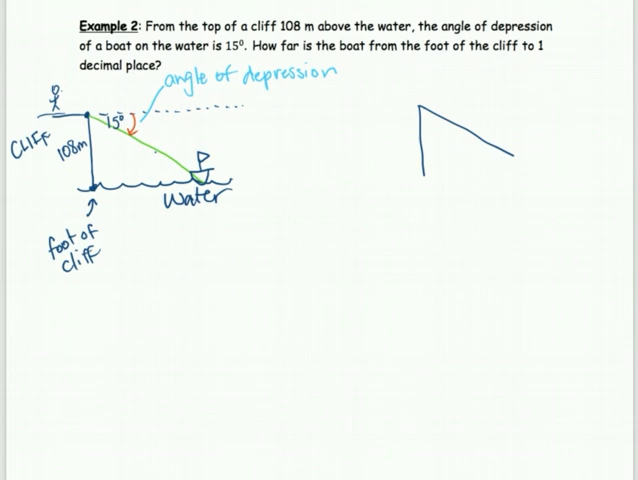 Example 2: From the top of a cliff 108 m above the water, the angle of depression
of a boat on the water is 15⁰. How far is the boat from the foot of the cliff to 1
decimal place?
angle of depression
15⁰
CLIFF
108m
Water
foot of
cliff